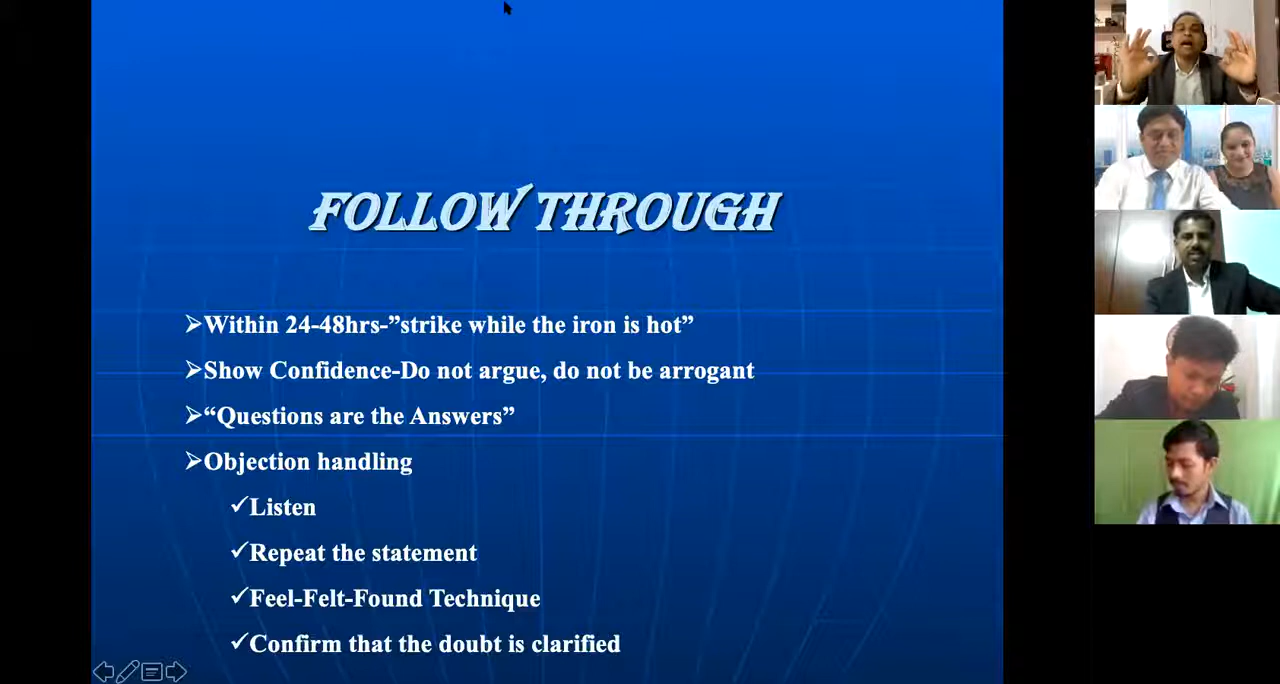 FOLLOW THROUGH
Within 24-48hrs-”strike while the iron is hot”
Show Confidence-Do not argue, do not be arrogant
“Questions are the Answers”
Objection handling
Listen
Repeat the statement
Feel-Felt-Found Technique
Confirm that the doubt is clarified